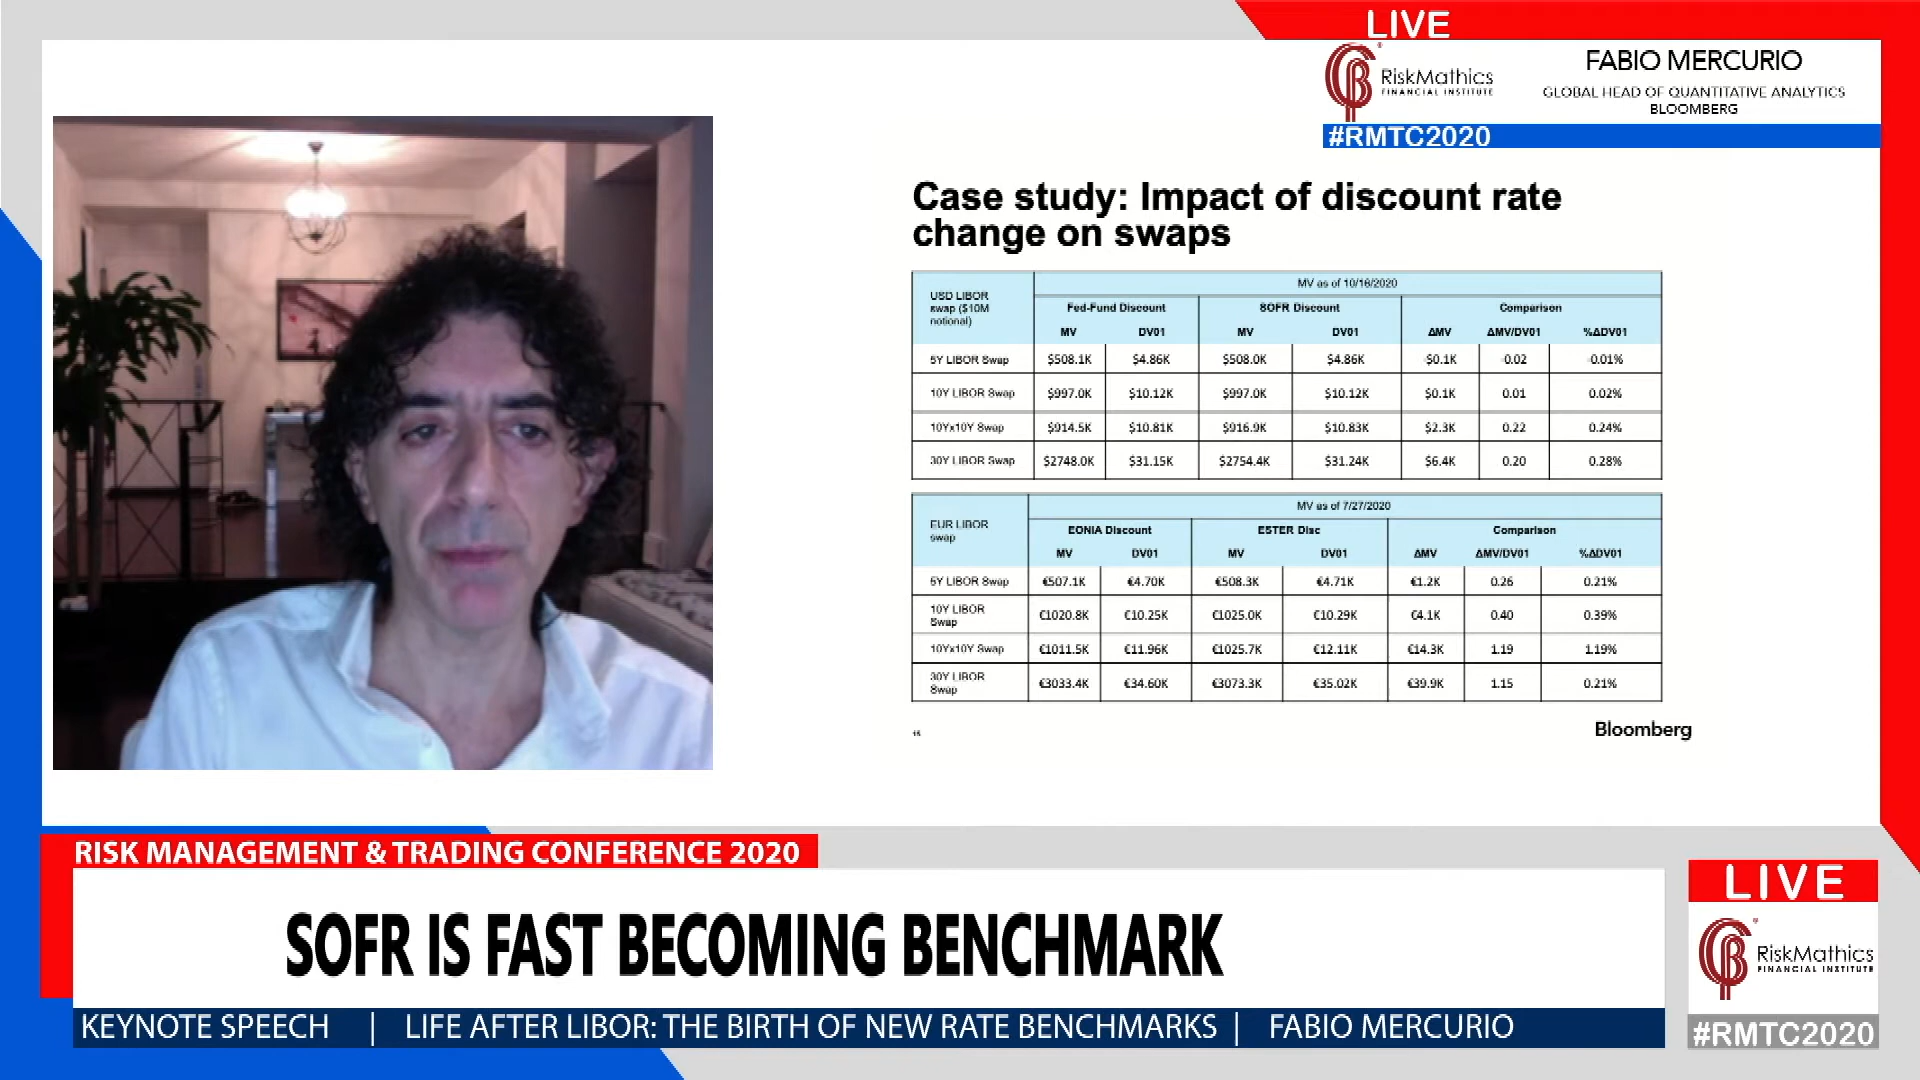 LIVE
RiskMathics
FINANCIAL INSTITUTE
FABIO MERCURIO
GLOBAL HEAD OF QUANTITATIVE ANALYTICS
BLOOMBERG
#RMTC2020
Case study: Impact of discount rate
change on swaps
USD LIBOR
swap ($10M
notional)
MV as of 10/16/2020
Fed-Fund Discount SOFR Discount Comparison
MV DV01 MV DV01 ΔMV ΔMV/DV01 %ΔDV01
5Y LIBOR Swap $508.1K $4.86K $508.0K $4.86K -$0.1K -0.02 -0.01%
10Y LIBOR Swap $997.0K $10.12K $997.0K $10.12K $0.1K 0.01 0.02%
10Yx10Y Swap $914.5K $10.81K $916.9K $10.83K $2.3K 0.22 0.24%
30Y LIBOR Swap $2748.0K $31.15K $2754.4K $31.24K $6.4K 0.20 0.28%
EUR LIBOR
swap
MV as of 7/27/2020
EONIA Discount ESTER Disc Comparison
MV DV01 MV DV01 ΔMV ΔMV/DV01 %ΔDV01
5Y LIBOR Swap €507.1K €4.70K €508.3K €4.71K €1.2K 0.26 0.21%
10Y LIBOR
Swap €1020.8K €10.25K €1025.0K €10.29K €4.1K 0.40 0.39%
10Yx10Y Swap €1011.5K €11.96K €1025.7K €12.11K €14.3K 1.19 1.19%
30Y LIBOR
Swap €3033.4K €34.60K €3073.3K €35.02K €39.9K 1.15 0.21%
Bloomberg
RISK MANAGEMENT & TRADING CONFERENCE 2020
SOFR IS FAST BECOMING BENCHMARK
KEYNOTE SPEECH | LIFE AFTER LIBOR: THE BIRTH OF NEW RATE BENCHMARKS | FABIO MERCURIO
LIVE
RiskMathics
FINANCIAL INSTITUTE
#RMTC2020